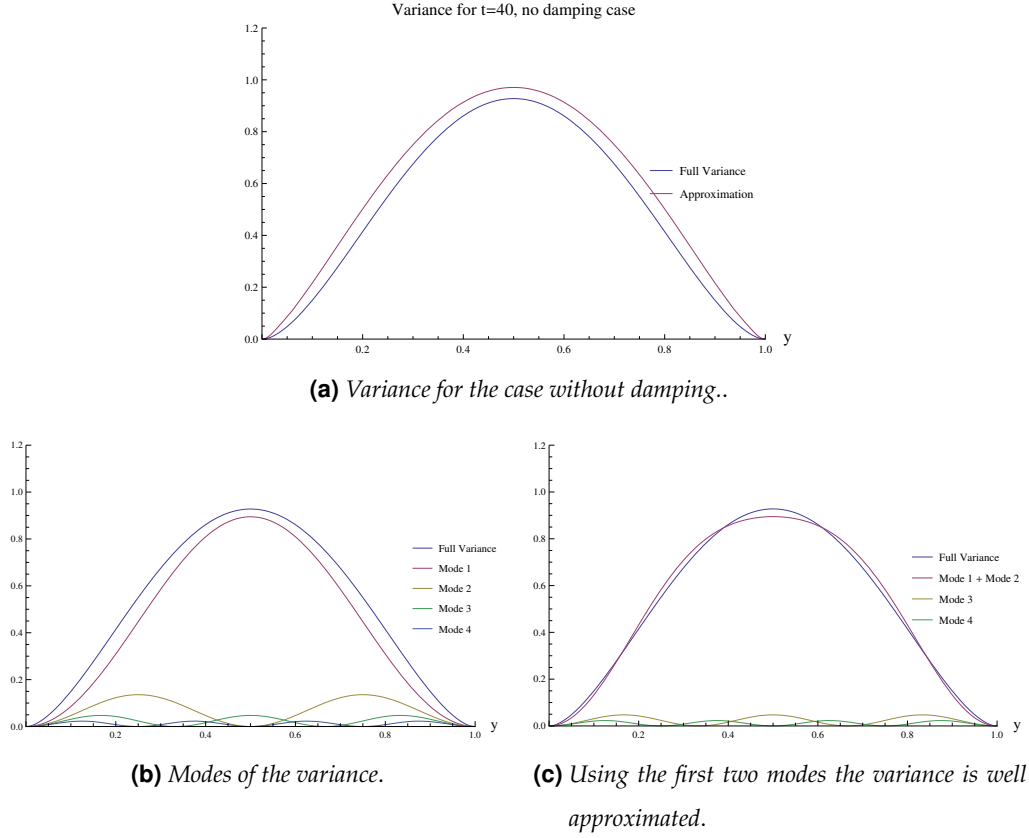 Variance for t=40, no damping case
1.2
1.0
0.8
0.6
0.4
0.2
0.0
0.2
0.4
0.6
0.8
1.0
y
Full Variance
Approximation
(a) Variance for the case without damping..
1.2
1.0
0.8
0.6
0.4
0.2
0.0
0.2
0.4
0.6
0.8
1.0
y
Full Variance
Mode 1
Mode 2
Mode 3
Mode 4
(b) Modes of the variance.
1.2
1.0
0.8
0.6
0.4
0.2
0.0
0.2
0.4
0.6
0.8
1.0
y
Full Variance
Mode 1 + Mode 2
Mode 3
Mode 4
(c) Using the first two modes the variance is well
approximated.